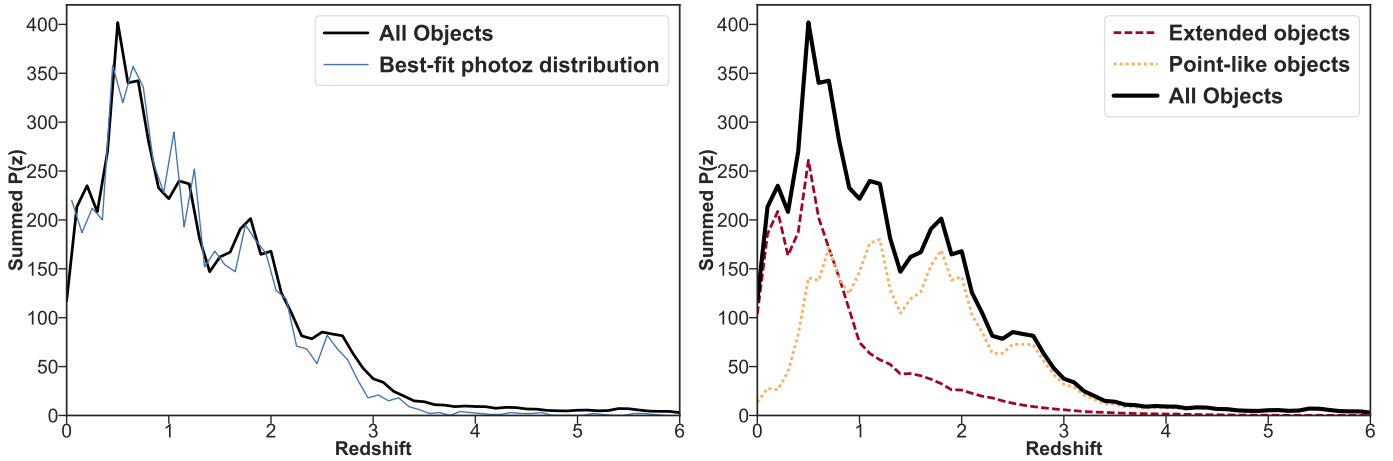 All Objects
Best-fit photoz distribution
Summed P(z)
400
350
300
250
200
150
100
50
0
0 1 2 3 4 5 6
Redshift
Extended objects
Point-like objects
All Objects
Summed P(z)
400
350
300
250
200
150
100
50
0
0 1 2 3 4 5 6
Redshift